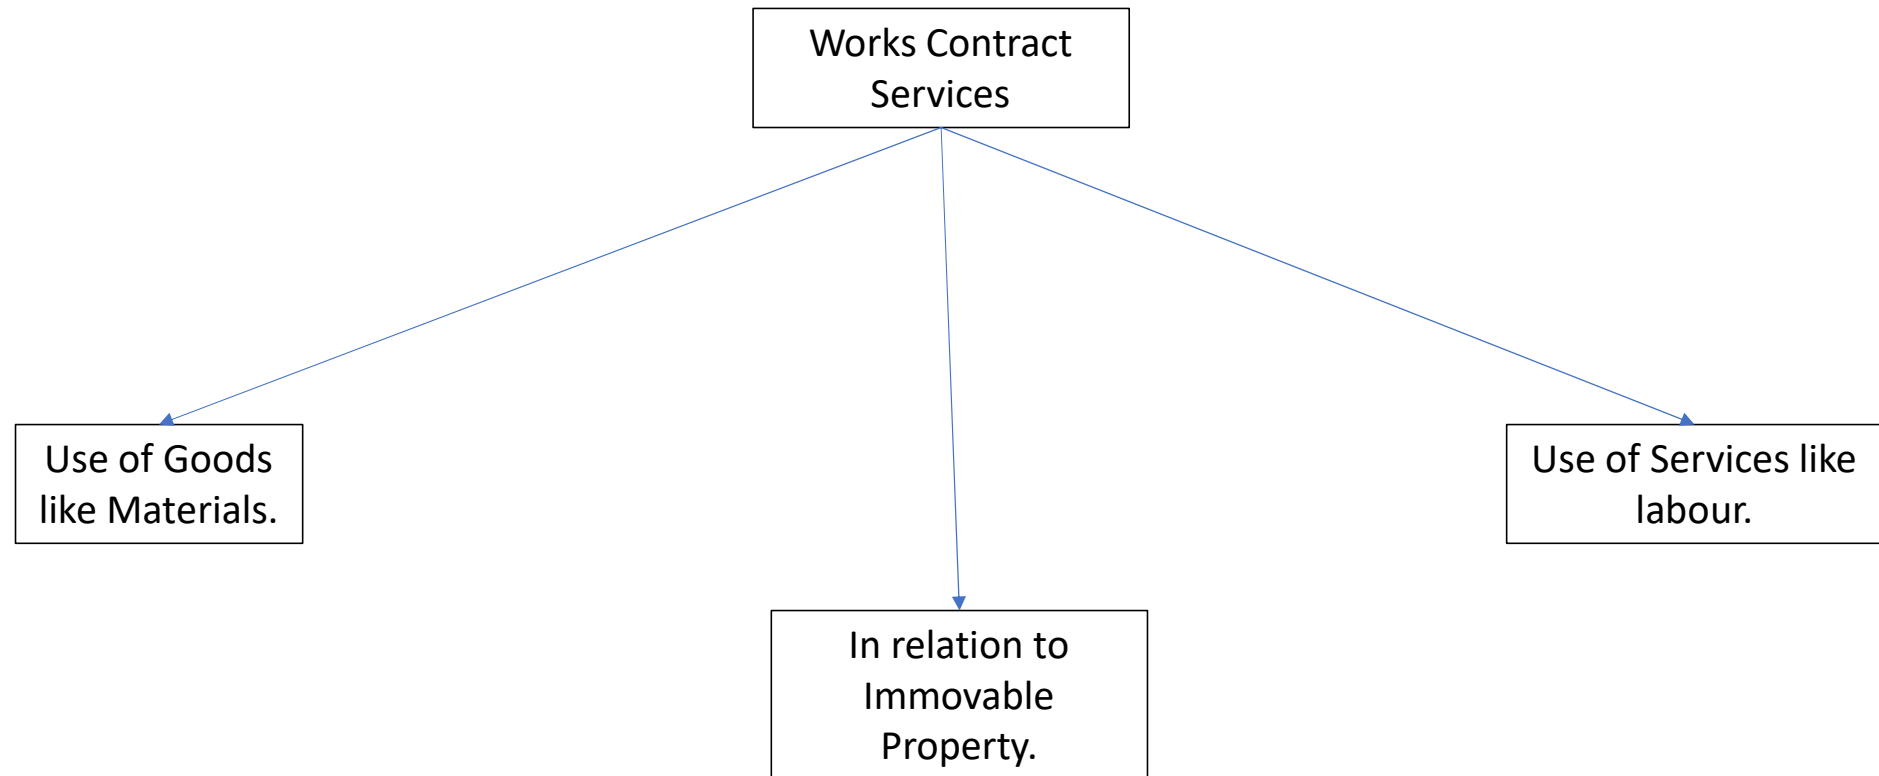 Works Contract
Services
Use of Goods
like Materials.
Use of Services like
labour.
In relation to
Immovable
Property.